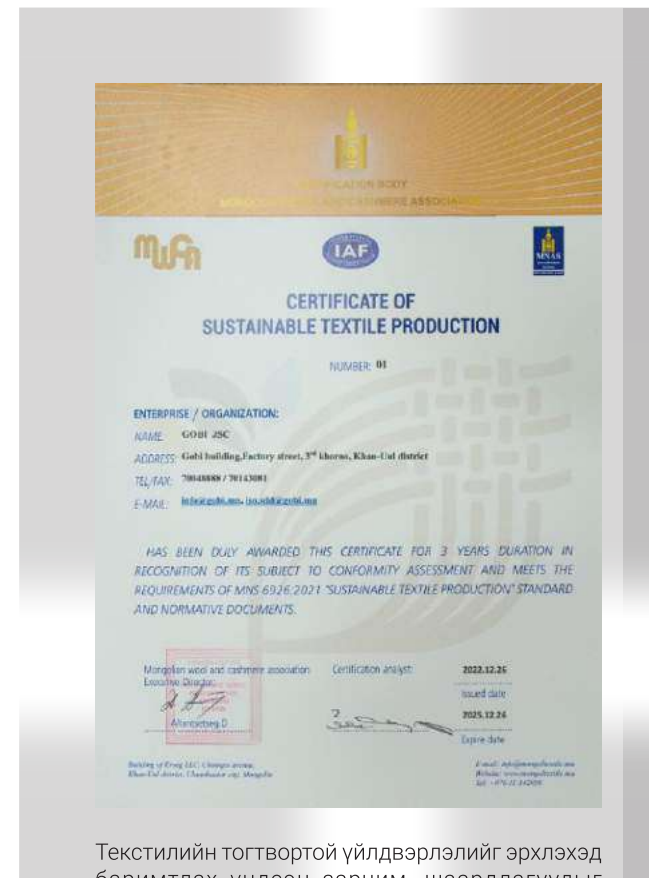 IAF
MNAS
CERTIFICATE OF
SUSTAINABLE TEXTILE PRODUCTION
NUMBER: 01
ENTERPRISE / ORGANIZATION:
NAME: GOBI JSC
ADDRESS: Gobi building,Factory street, 3rd khoroo, Khan-Uul district
TEL/FAX: 70048888 / 70143081
E-MAIL:
HAS BEEN DULY AWARDED THIS CERTIFICATE FOR 3 YEARS DURATION IN
RECOGNITION OF ITS SUBJECT TO CONFORMITY ASSESSMENT AND MEETS THE
REQUIREMENTS OF MNS 6926:2021 "SUSTAINABLE TEXTILE PRODUCTION" STANDARD
AND NORMATIVE DOCUMENTS.
Mongolian wool and cashmere association Certification analyst: 2022.12.26
Executive Director: Issued date
Altantsetseg.D 2025.12.26
Expire date
Текстилийн тогтвортой үйлдвэрлэлийг эрхлэхэд